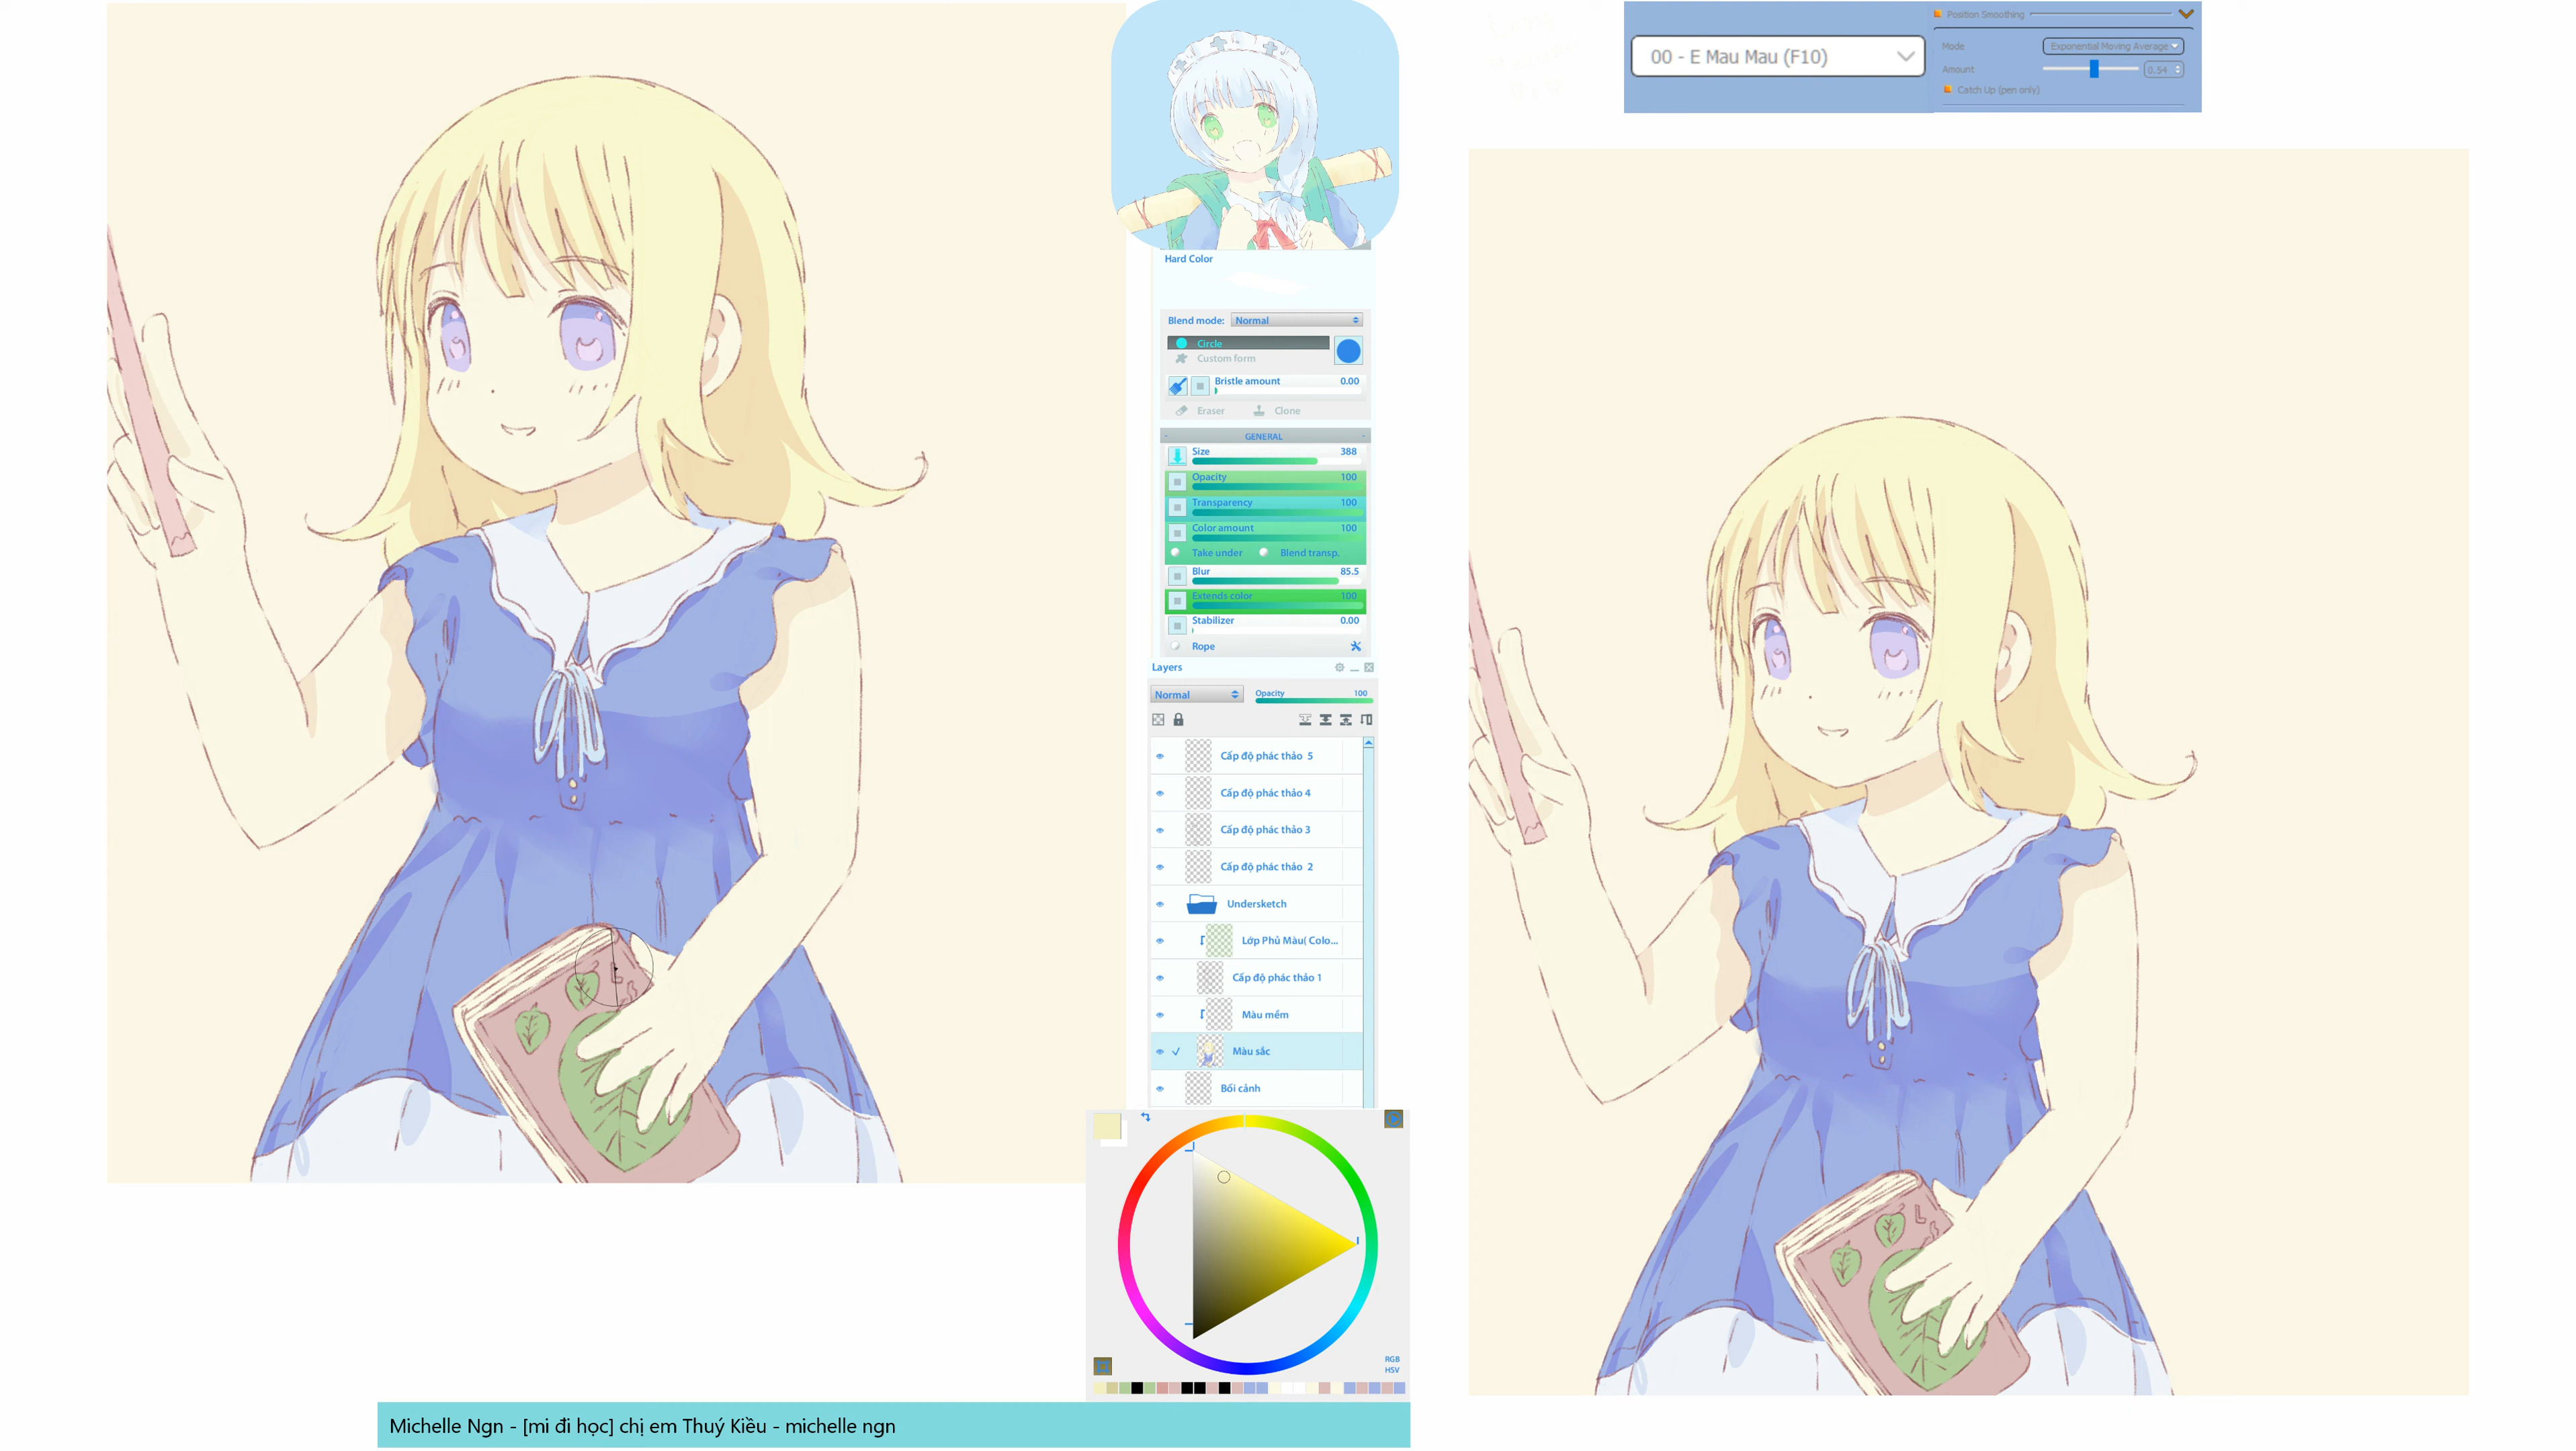 00 - E Mau Mau (F10)
Position Smoothing
Mode
Exponential Moving Average
Amount
0.54
Catch Up (pen only)
Hard Color
Blend mode: Normal
Circle
Custom form
Bristle amount 0.00
Eraser Clone
GENERAL
Size 388
Opacity 100
Transparency 100
Color amount 100
Take under Blend transp.
Blur 85.5
Extends color 100
Stabilizer 0.00
Rope
Layers
Normal Opacity 100
Cấp độ phác thảo 5
Cấp độ phác thảo 4
Cấp độ phác thảo 3
Cấp độ phác thảo 2
Undersketch
Lớp Phủ Màu( Colo...
Cấp độ phác thảo 1
Màu mềm
Màu sắc
Bối cảnh
RGB
HSV
Michelle Ngn - [mi đi học] chị em Thuý Kiều - michelle ngn